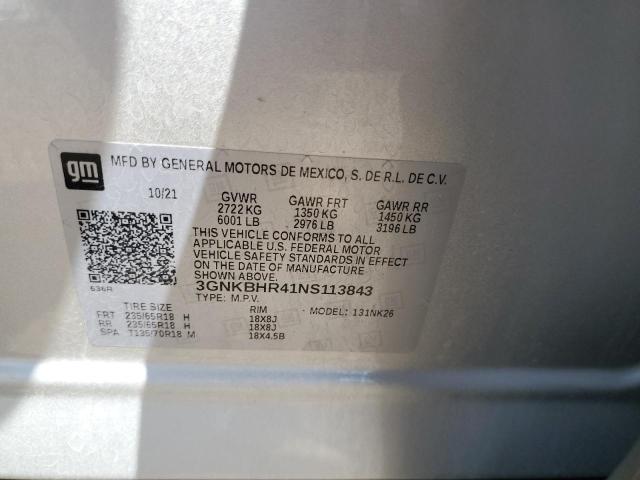 gm
MFD BY GENERAL MOTORS DE MEXICO, S. DE R.L. DE C.V.
10/21 GVWR GAWR FRT GAWR RR
2722 KG 1350 KG 1450 KG
6001 LB 2976 LB 3196 LB
THIS VEHICLE CONFORMS TO ALL
APPLICABLE U.S. FEDERAL MOTOR
VEHICLE SAFETY STANDARDS IN EFFECT
ON THE DATE OF MANUFACTURE
SHOWN ABOVE.
636R 3GNKBHR41NS113843
TYPE: M.P.V.
TIRE SIZE RIM MODEL: 131NK26
FRT 235/65R18 H 18X8J
RR 235/65R18 H 18X8J
SPA T135/70R18 M 18X4.5B